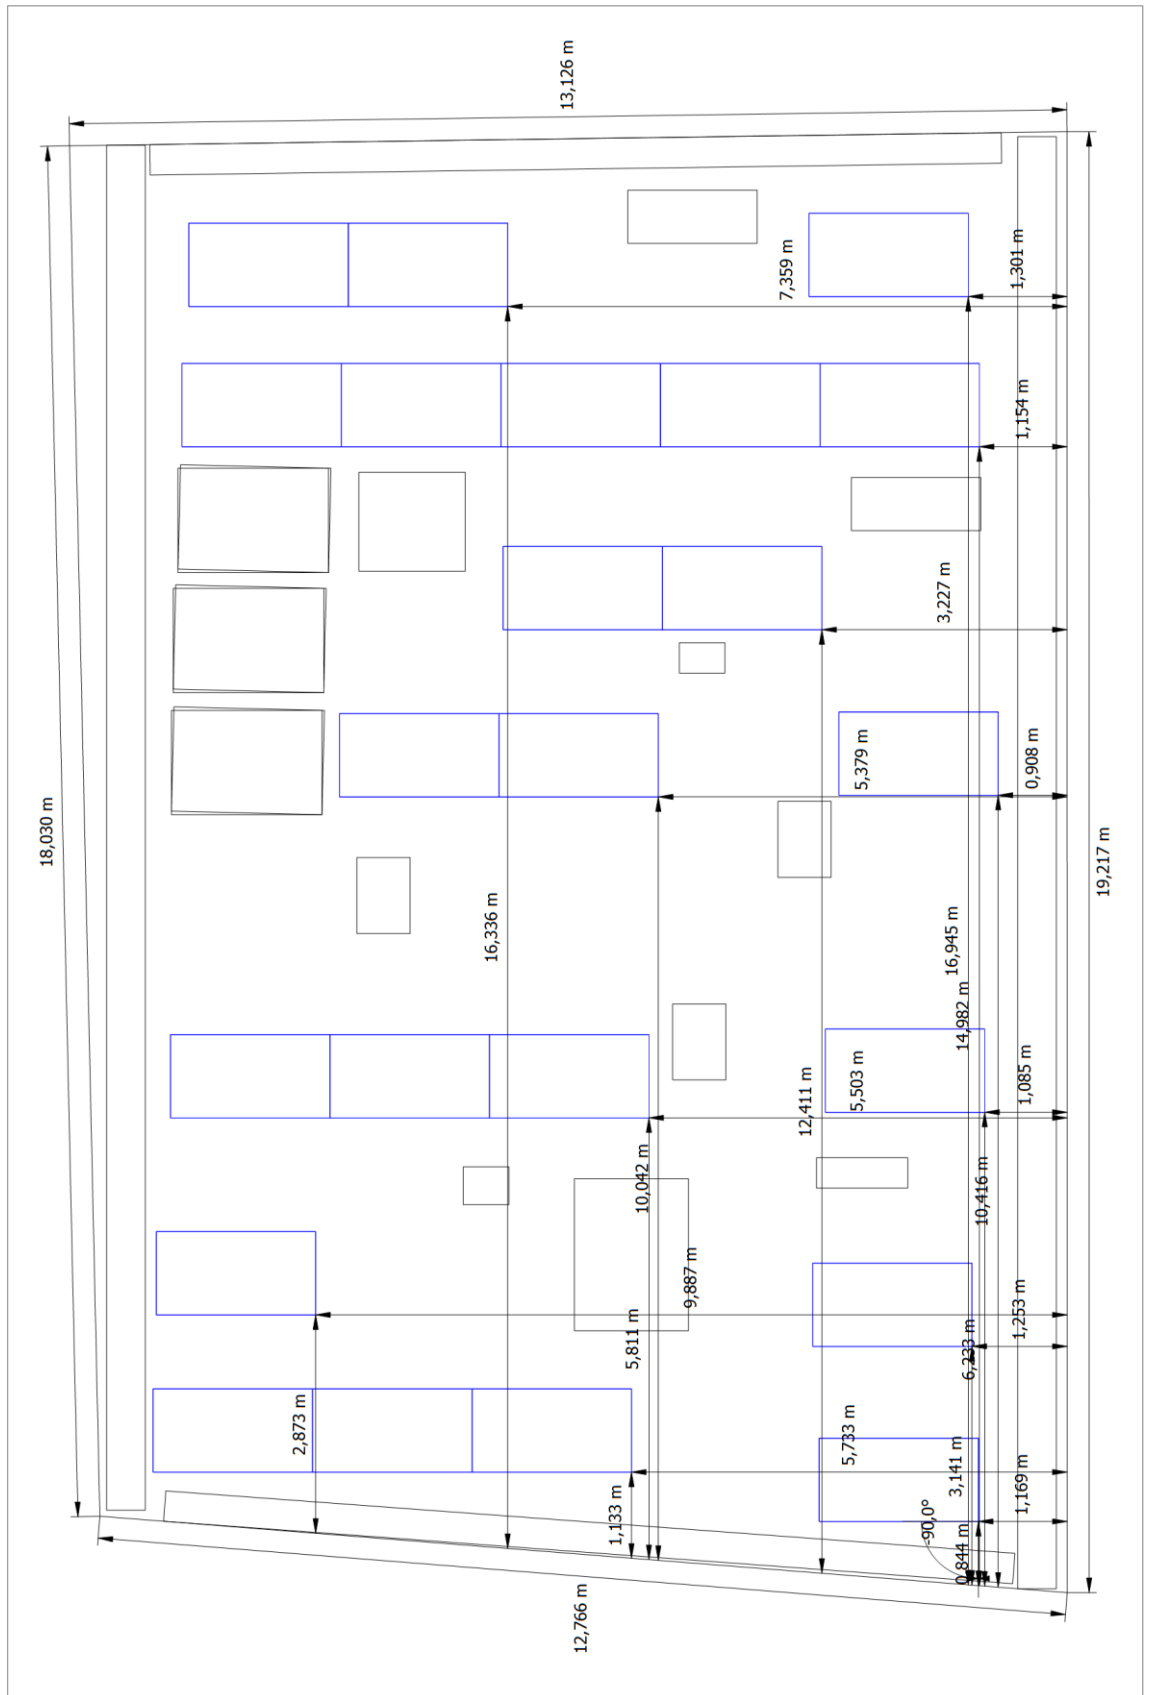 13,126 m
7,359 m
1,301 m
1,154 m
3,227 m
5,379 m
0,908 m
18,030 m
19,217 m
16,336 m
16,945 m
14,982 m
12,411 m
5,503 m
1,085 m
10,042 m
10,416 m
9,887 m
5,811 m
1,253 m
6,233 m
2,873 m
5,733 m
3,141 m
1,169 m
1,133 m
-90,0°
0,844 m
12,766 m